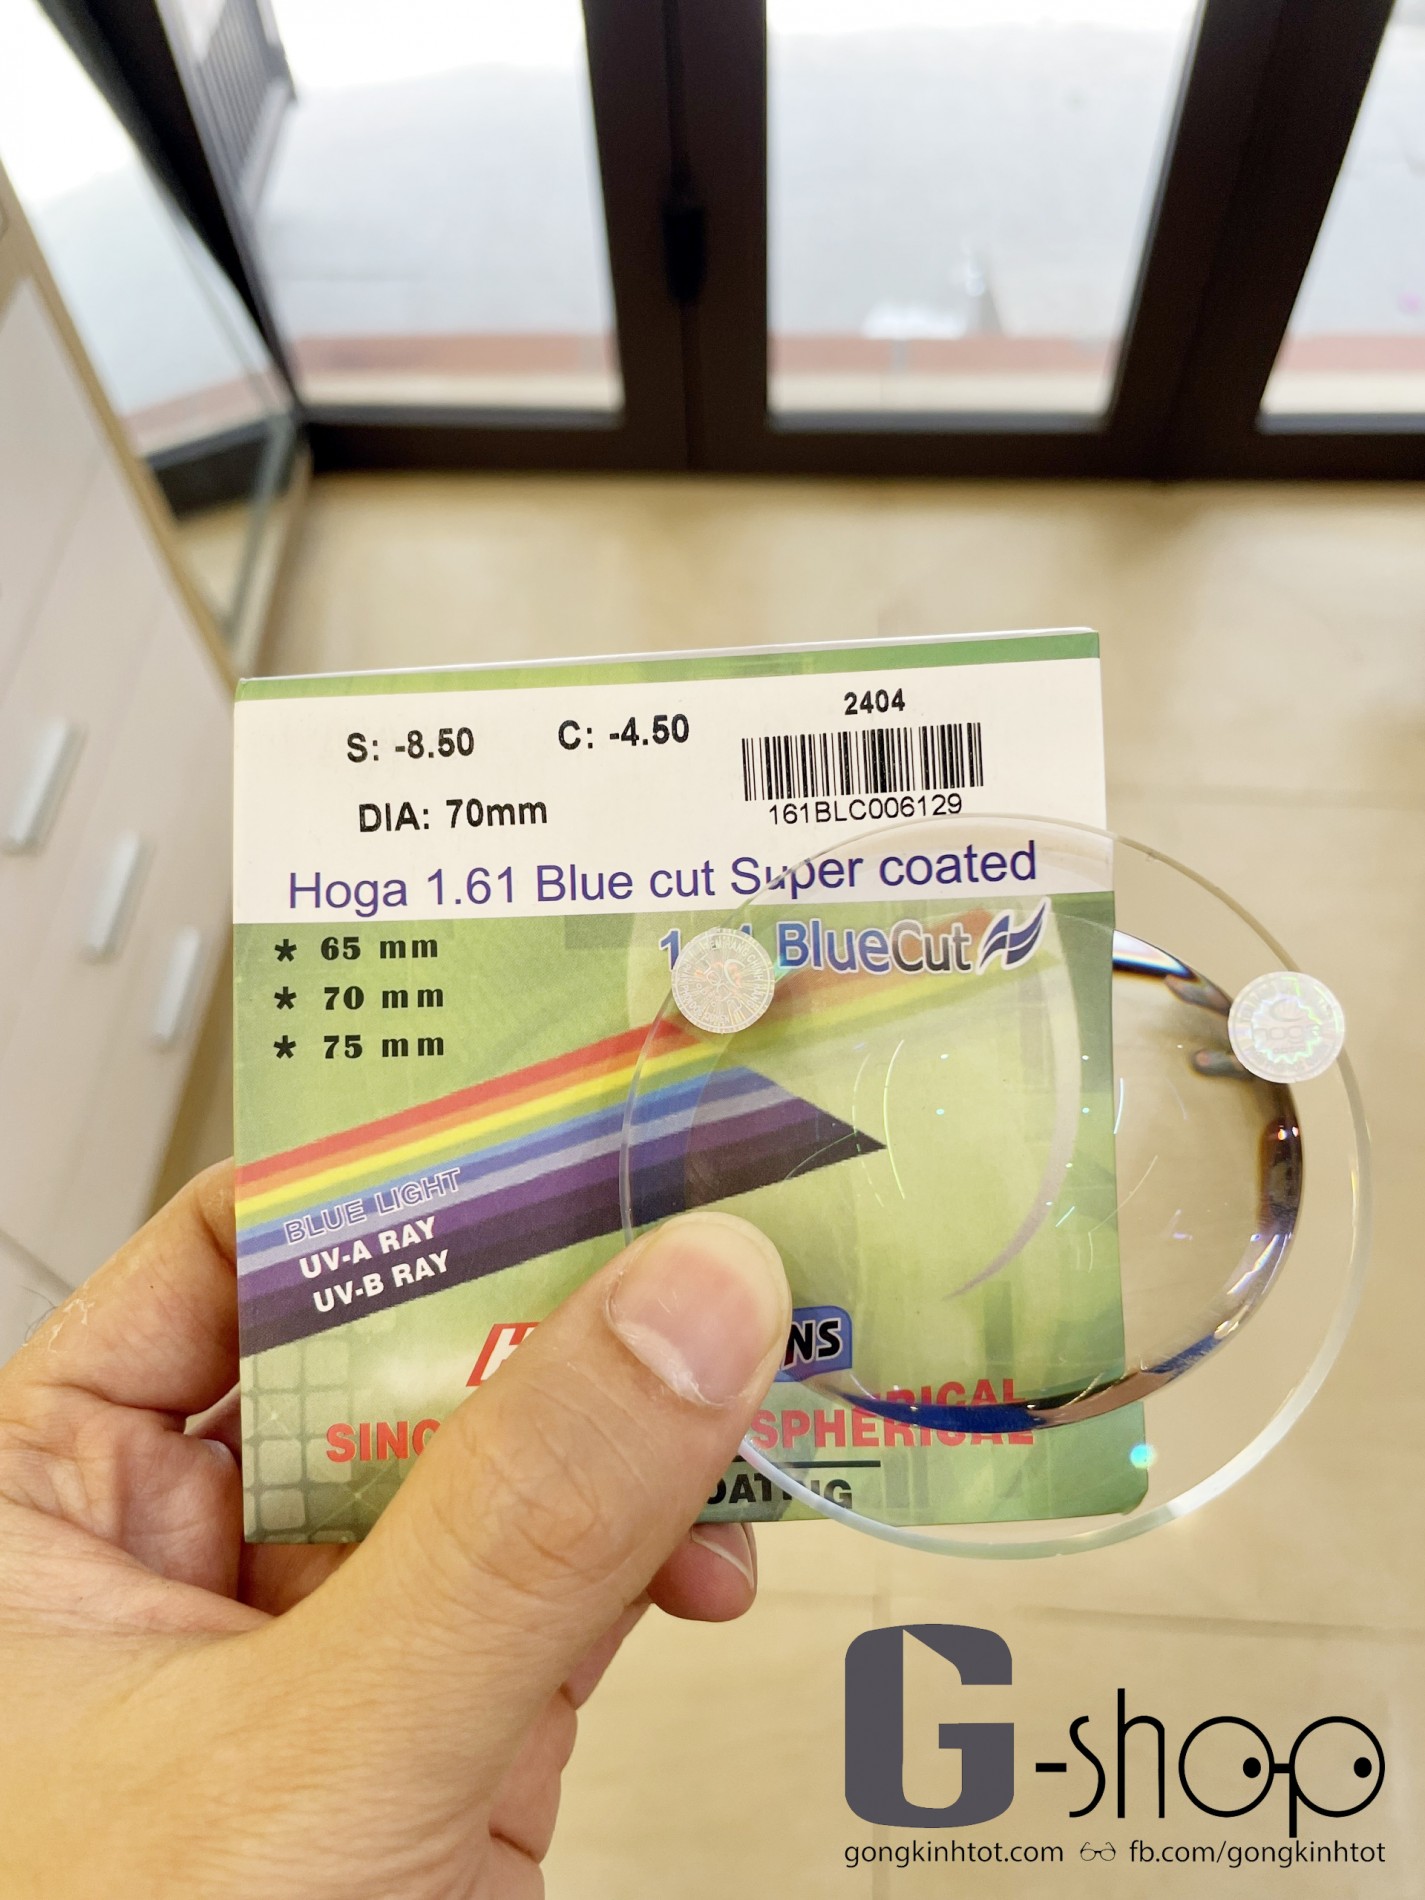 S: -8.50 C: -4.50
2404
DIA: 70mm
161BLC006129
Hoga 1.61 Blue cut Super coated
* 65 mm
* 70 mm
* 75 mm
BlueCut
BLUE LIGHT
UV-A RAY
UV-B RAY
G-shop
gongkinhtot.com fb.com/gongkinhtot